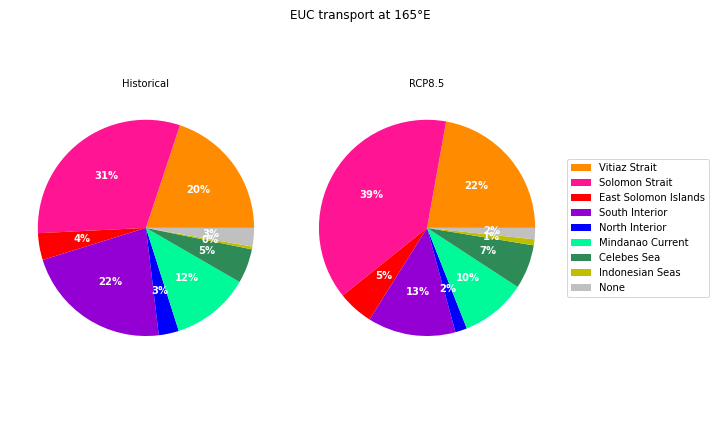 EUC transport at 165°E
Historical
20%
31%
4%
22%
3%
12%
5%
0%
3%
RCP8.5
22%
39%
5%
13%
2%
10%
7%
1%
2%
Vitiaz Strait
Solomon Strait
East Solomon Islands
South Interior
North Interior
Mindanao Current
Celebes Sea
Indonesian Seas
None